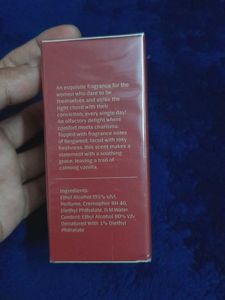 An exquisite fragrance for the
women who dare to be
themselves and strike the
right chord with their
conviction, every single day!
An olfactory delight where
comfort meets charisma.
Topped with fragrance notes
of Bergamot, laced with rosy
freshness, this scent makes a
statement with a soothing
grace, leaving a trail of
calming vanilla.
Ingredients:
Ethyl Alcohol (95% v/v),
Perfume, Cremophor RH 40,
Diethyl Phthalate, D.M Water
Content: Ethyl Alcohol 80% V/v
Denatured With 1% Diethyl
Phthalate